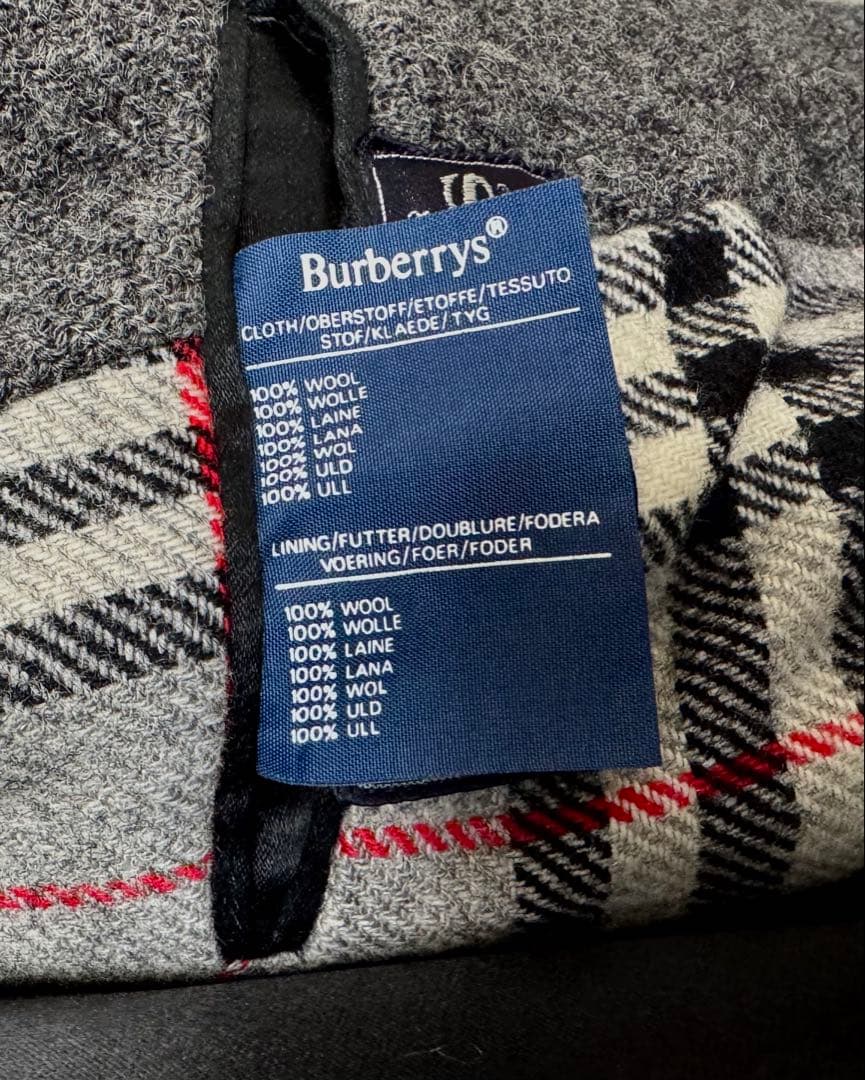 Burberrys®
CLOTH/OBERSTOFF/ETOFFE/TESSUTO
STOF/KLAEDE/TYG
100% WOOL
100% WOLLE
100% LAINE
100% LANA
100% WOL
100% ULD
100% ULL
LINING/FUTTER/DOUBLURE/FODERA
VOERING/FOER/FODER
100% WOOL
100% WOLLE
100% LAINE
100% LANA
100% WOL
100% ULD
100% ULL